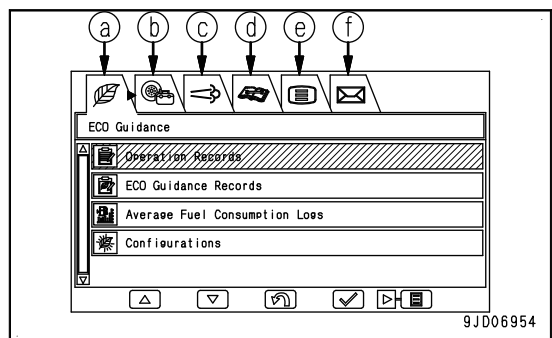 a b c d e f
ECO Guidance
Operation Records
ECO Guidance Records
Average Fuel Consumption Logs
Configurations
9JD06954